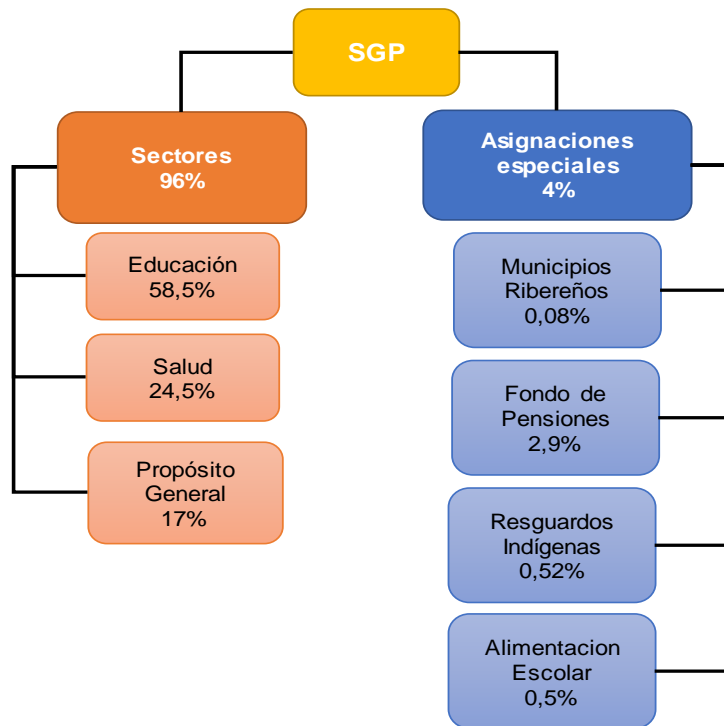 SGP
Sectores
96%
Educación
58,5%
Salud
24,5%
Propósito
General
17%
Asignaciones
especiales
4%
Municipios
Ribereños
0,08%
Fondo de
Pensiones
2,9%
Resguardos
Indígenas
0,52%
Alimentacion
Escolar
0,5%